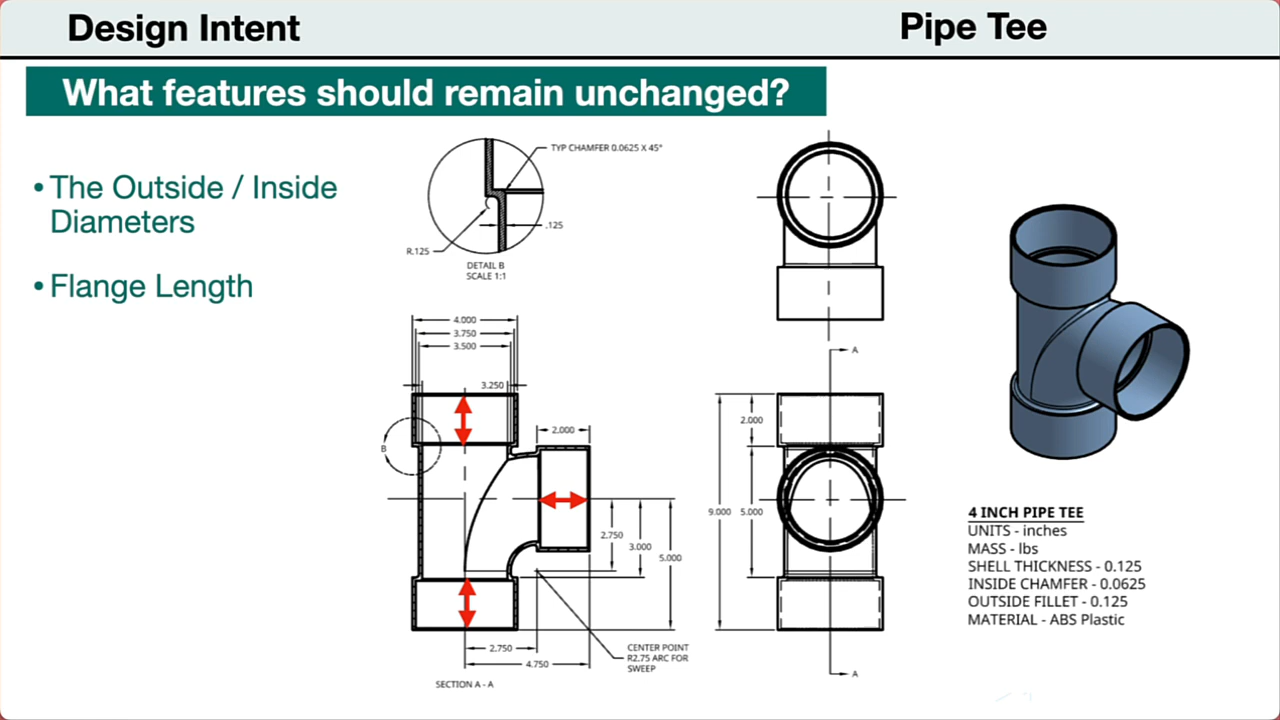 Design Intent
Pipe Tee
What features should remain unchanged?
• The Outside / Inside
Diameters
• Flange Length
TYP CHAMFER 0.0625 X 45°
.125
R.125
DETAIL B
SCALE 1:1
4.000
3.750
3.500
3.250
B
2.000
2.750
3.000
5.000
2.750
4.750
CENTER POINT
R2.75 ARC FOR
SWEEP
SECTION A - A
A
2.000
9.000
5.000
A
4 INCH PIPE TEE
UNITS - inches
MASS - lbs
SHELL THICKNESS - 0.125
INSIDE CHAMFER - 0.0625
OUTSIDE FILLET - 0.125
MATERIAL - ABS Plastic